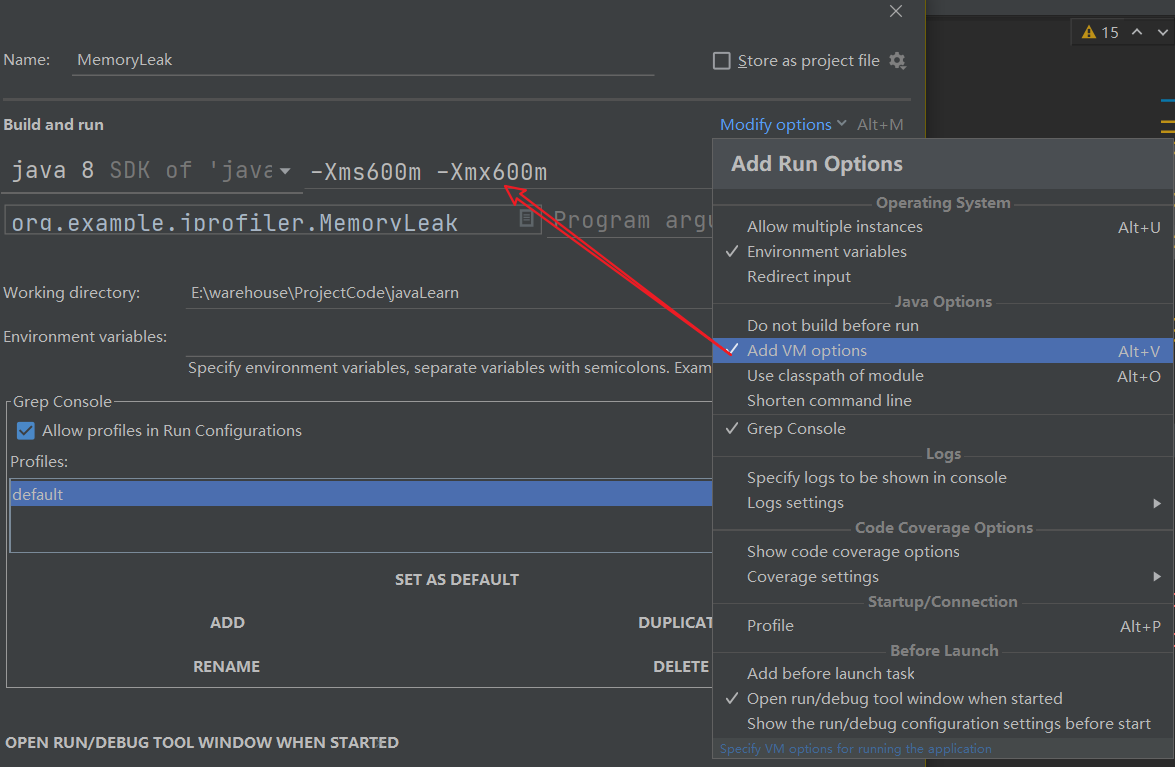 15
Name:
MemoryLeak
Store as project file
Build and run
Modify options
Alt+M
java 8 SDK of 'java
-Xms600m -Xmx600m
org.example.jprofiler.MemoryLeak
Program argu
Working directory:
E:\warehouse\ProjectCode\javaLearn
Environment variables:
Specify environment variables, separate variables with semicolons. Exam
Grep Console
Allow profiles in Run Configurations
Profiles:
default
SET AS DEFAULT
ADD
DUPLICAT
RENAME
DELETE
OPEN RUN/DEBUG TOOL WINDOW WHEN STARTED
Add Run Options
Operating System
Allow multiple instances Alt+U
Environment variables
Redirect input
Java Options
Do not build before run
Add VM options Alt+V
Use classpath of module Alt+O
Shorten command line
Grep Console
Logs
Specify logs to be shown in console
Logs settings
Code Coverage Options
Show code coverage options
Coverage settings
Startup/Connection
Profile Alt+P
Before Launch
Add before launch task
Open run/debug tool window when started
Show the run/debug configuration settings before start
Specify VM options for running the application